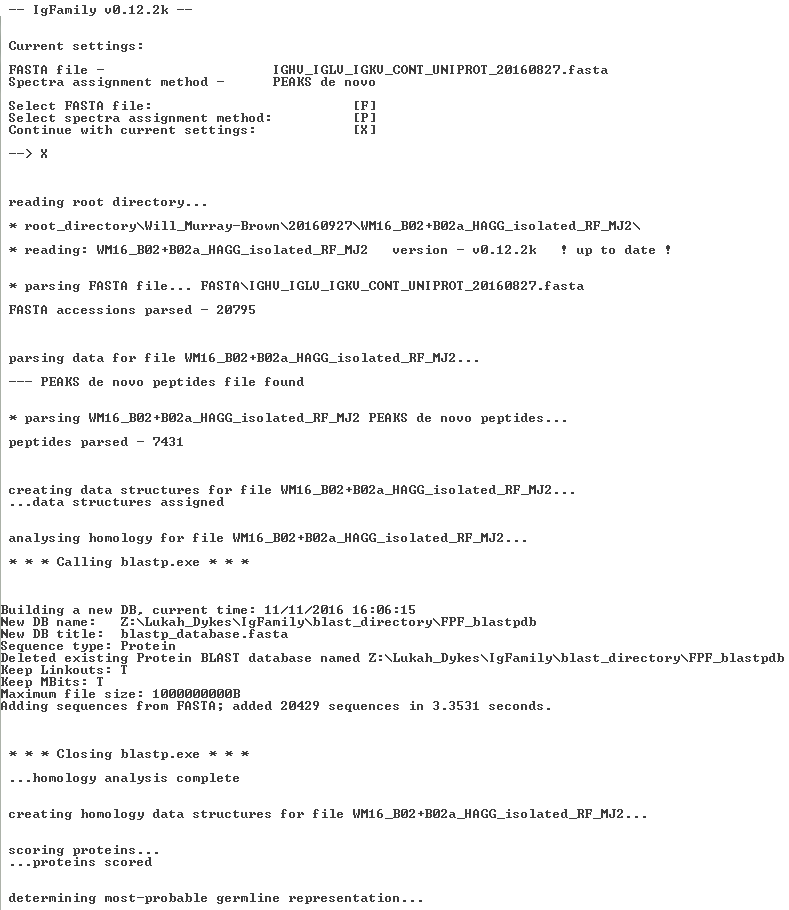 -- IgFamily v0.12.2k --
Current settings:
FASTA file - IGHV_IGLV_IGKV_CONT_UNIPROT_20160827.fasta
Spectra assignment method - PEAKS de novo
Select FASTA file: [F]
Select spectra assignment method: [P]
Continue with current settings: [X]
--> X
reading root directory...
* root_directory\Will_Murray-Brown\20160927\WM16_B02+B02a_HAGG_isolated_RF_MJ2\
* reading: WM16_B02+B02a_HAGG_isolated_RF_MJ2 version - v0.12.2k ! up to date !
* parsing FASTA file... FASTA\IGHV_IGLV_IGKV_CONT_UNIPROT_20160827.fasta
FASTA accessions parsed - 20795
parsing data for file WM16_B02+B02a_HAGG_isolated_RF_MJ2...
--- PEAKS de novo peptides file found
* parsing WM16_B02+B02a_HAGG_isolated_RF_MJ2 PEAKS de novo peptides...
peptides parsed - 7431
creating data structures for file WM16_B02+B02a_HAGG_isolated_RF_MJ2...
...data structures assigned
analysing homology for file WM16_B02+B02a_HAGG_isolated_RF_MJ2...
* * * Calling blastp.exe * * *
Building a new DB, current time: 11/11/2016 16:06:15
New DB name: Z:\Lukah_Dykes\IgFamily\blast_directory\FPF_blastpdb
New DB title: blastp_database.fasta
Sequence type: Protein
Deleted existing Protein BLAST database named Z:\Lukah_Dykes\IgFamily\blast_directory\FPF_blastpdb
Keep Linkouts: T
Keep MBits: T
Maximum file size: 1000000000B
Adding sequences from FASTA; added 20429 sequences in 3.3531 seconds.
* * * Closing blastp.exe * * *
...homology analysis complete
creating homology data structures for file WM16_B02+B02a_HAGG_isolated_RF_MJ2...
scoring proteins...
...proteins scored
determining most-probable germline representation...